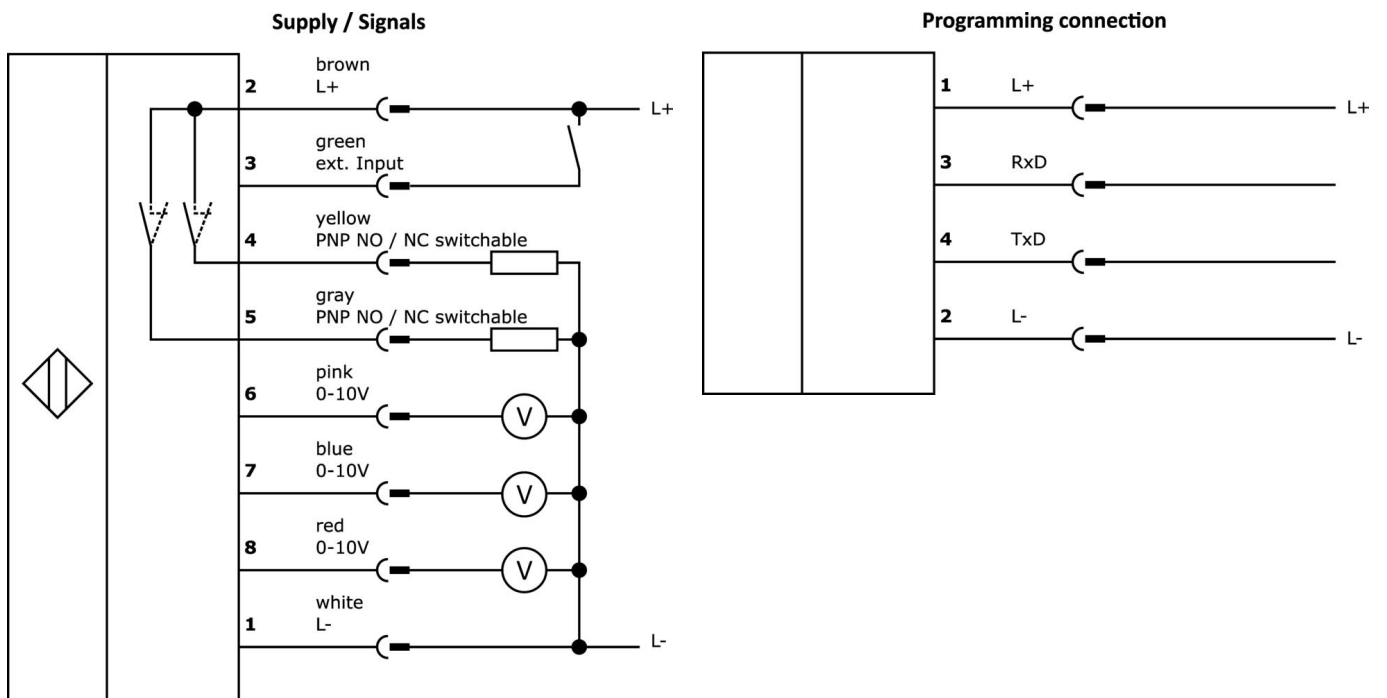 Supply / Signals
brown
2 L+
L+
green
3 ext. Input
yellow
4 PNP NO / NC switchable
gray
5 PNP NO / NC switchable
pink
6 0-10V
V
blue
7 0-10V
V
red
8 0-10V
V
white
1 L-
L-
Programming connection
1 L+
L+
3 RxD
4 TxD
2 L-
L-